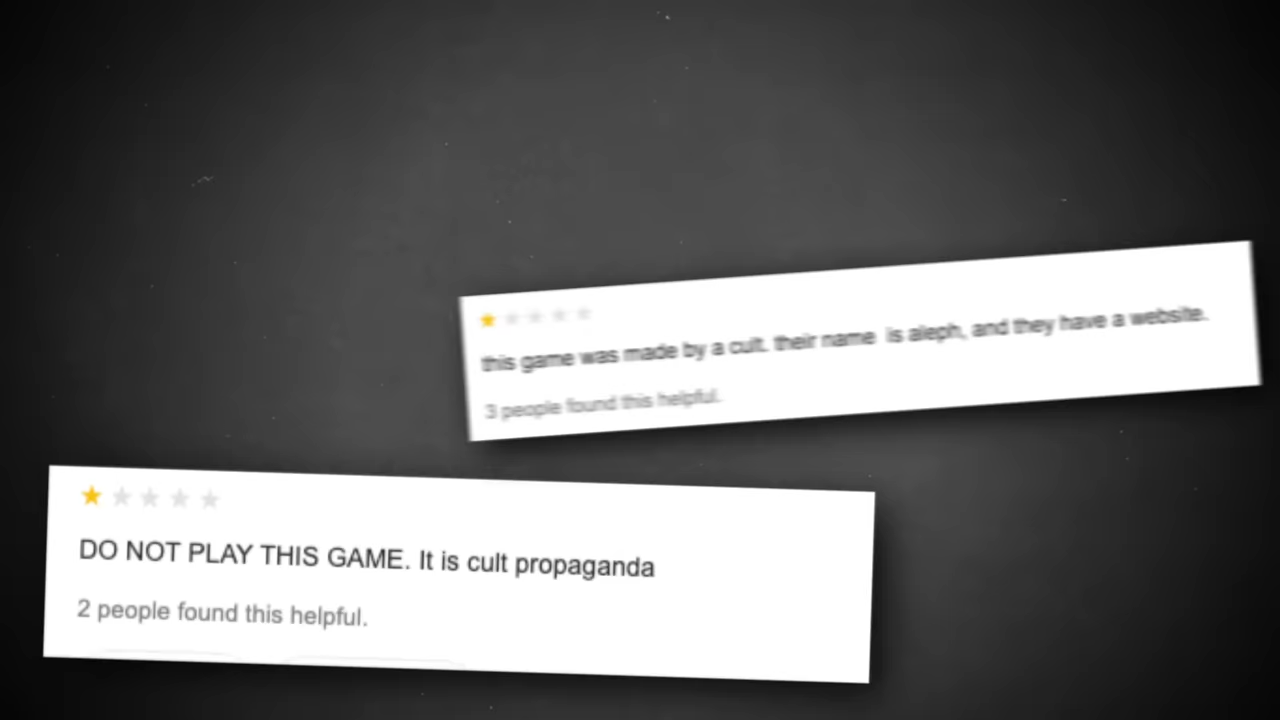 this game was made by a cult. their name is aleph, and they have a website.
3 people found this helpful.
DO NOT PLAY THIS GAME. It is cult propaganda
2 people found this helpful.